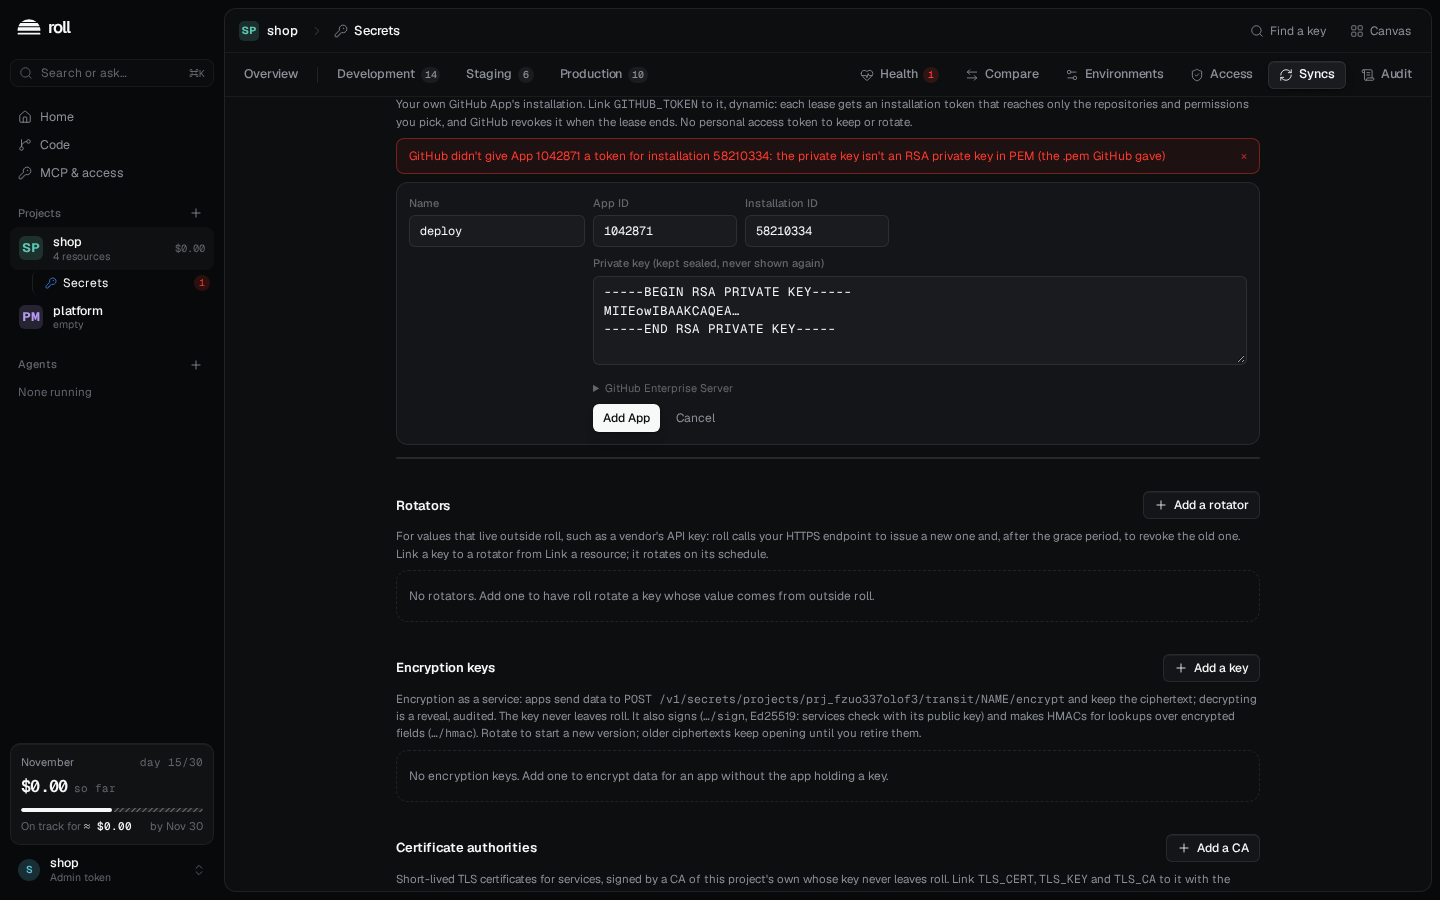 roll
Search or ask…
⌘K
Home
Code
MCP & access
Projects
SP
shop
4 resources
$0.00
Secrets
1
PM
platform
empty
Agents
None running
November
day 15/30
$0.00 so far
On track for ≈ $0.00
by Nov 30
S
shop
Admin token
SP
shop
Secrets
Find a key
Canvas
Overview
Development 14
Staging 6
Production 10
Health 1
Compare
Environments
Access
Syncs
Audit
Your own GitHub App's installation. Link GITHUB_TOKEN to it, dynamic: each lease gets an installation token that reaches only the repositories and permissions
you pick, and GitHub revokes it when the lease ends. No personal access token to keep or rotate.
GitHub didn't give App 1042871 a token for installation 58210334: the private key isn't an RSA private key in PEM (the .pem GitHub gave)
×
Name
App ID
Installation ID
deploy
1042871
58210334
Private key (kept sealed, never shown again)
-----BEGIN RSA PRIVATE KEY-----
MIIEowIBAAKCAQEA…
-----END RSA PRIVATE KEY-----
GitHub Enterprise Server
Add App
Cancel
Rotators
Add a rotator
For values that live outside roll, such as a vendor's API key: roll calls your HTTPS endpoint to issue a new one and, after the grace period, to revoke the old one.
Link a key to a rotator from Link a resource; it rotates on its schedule.
No rotators. Add one to have roll rotate a key whose value comes from outside roll.
Encryption keys
Add a key
Encryption as a service: apps send data to POST /v1/secrets/projects/prj_fzuo337olof3/transit/NAME/encrypt and keep the ciphertext; decrypting
is a reveal, audited. The key never leaves roll. It also signs (…/sign, Ed25519: services check with its public key) and makes HMACs for lookups over encrypted
fields (…/hmac). Rotate to start a new version; older ciphertexts keep opening until you retire them.
No encryption keys. Add one to encrypt data for an app without the app holding a key.
Certificate authorities
Add a CA
Short-lived TLS certificates for services, signed by a CA of this project's own whose key never leaves roll. Link TLS_CERT, TLS_KEY and TLS_CA to it with the